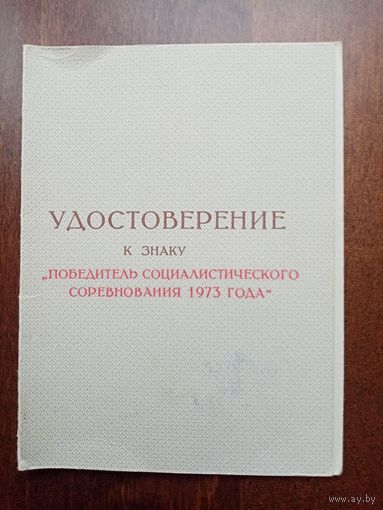 УДОСТОВЕРЕНИЕ
К ЗНАКУ
„ПОБЕДИТЕЛЬ СОЦИАЛИСТИЧЕСКОГО
СОРЕВНОВАНИЯ 1973 ГОДА“
www.ay.by